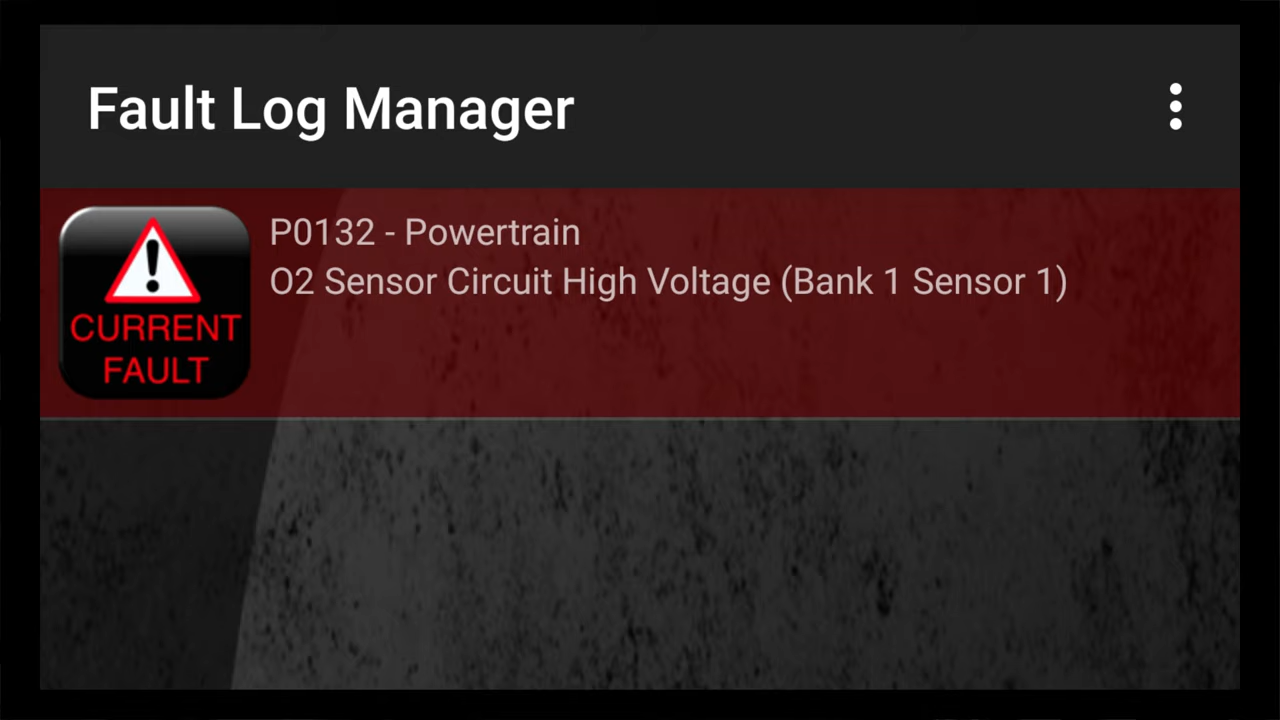 Fault Log Manager
P0132 - Powertrain
O2 Sensor Circuit High Voltage (Bank 1 Sensor 1)
CURRENT
FAULT